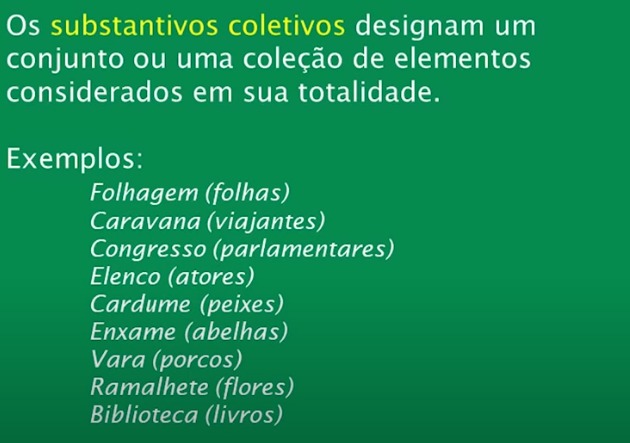 Os substantivos coletivos designam um
conjunto ou uma coleção de elementos
considerados em sua totalidade.
Exemplos:
Folhagem (folhas)
Caravana (viajantes)
Congresso (parlamentares)
Elenco (atores)
Cardume (peixes)
Enxame (abelhas)
Vara (porcos)
Ramalhete (flores)
Biblioteca (livros)